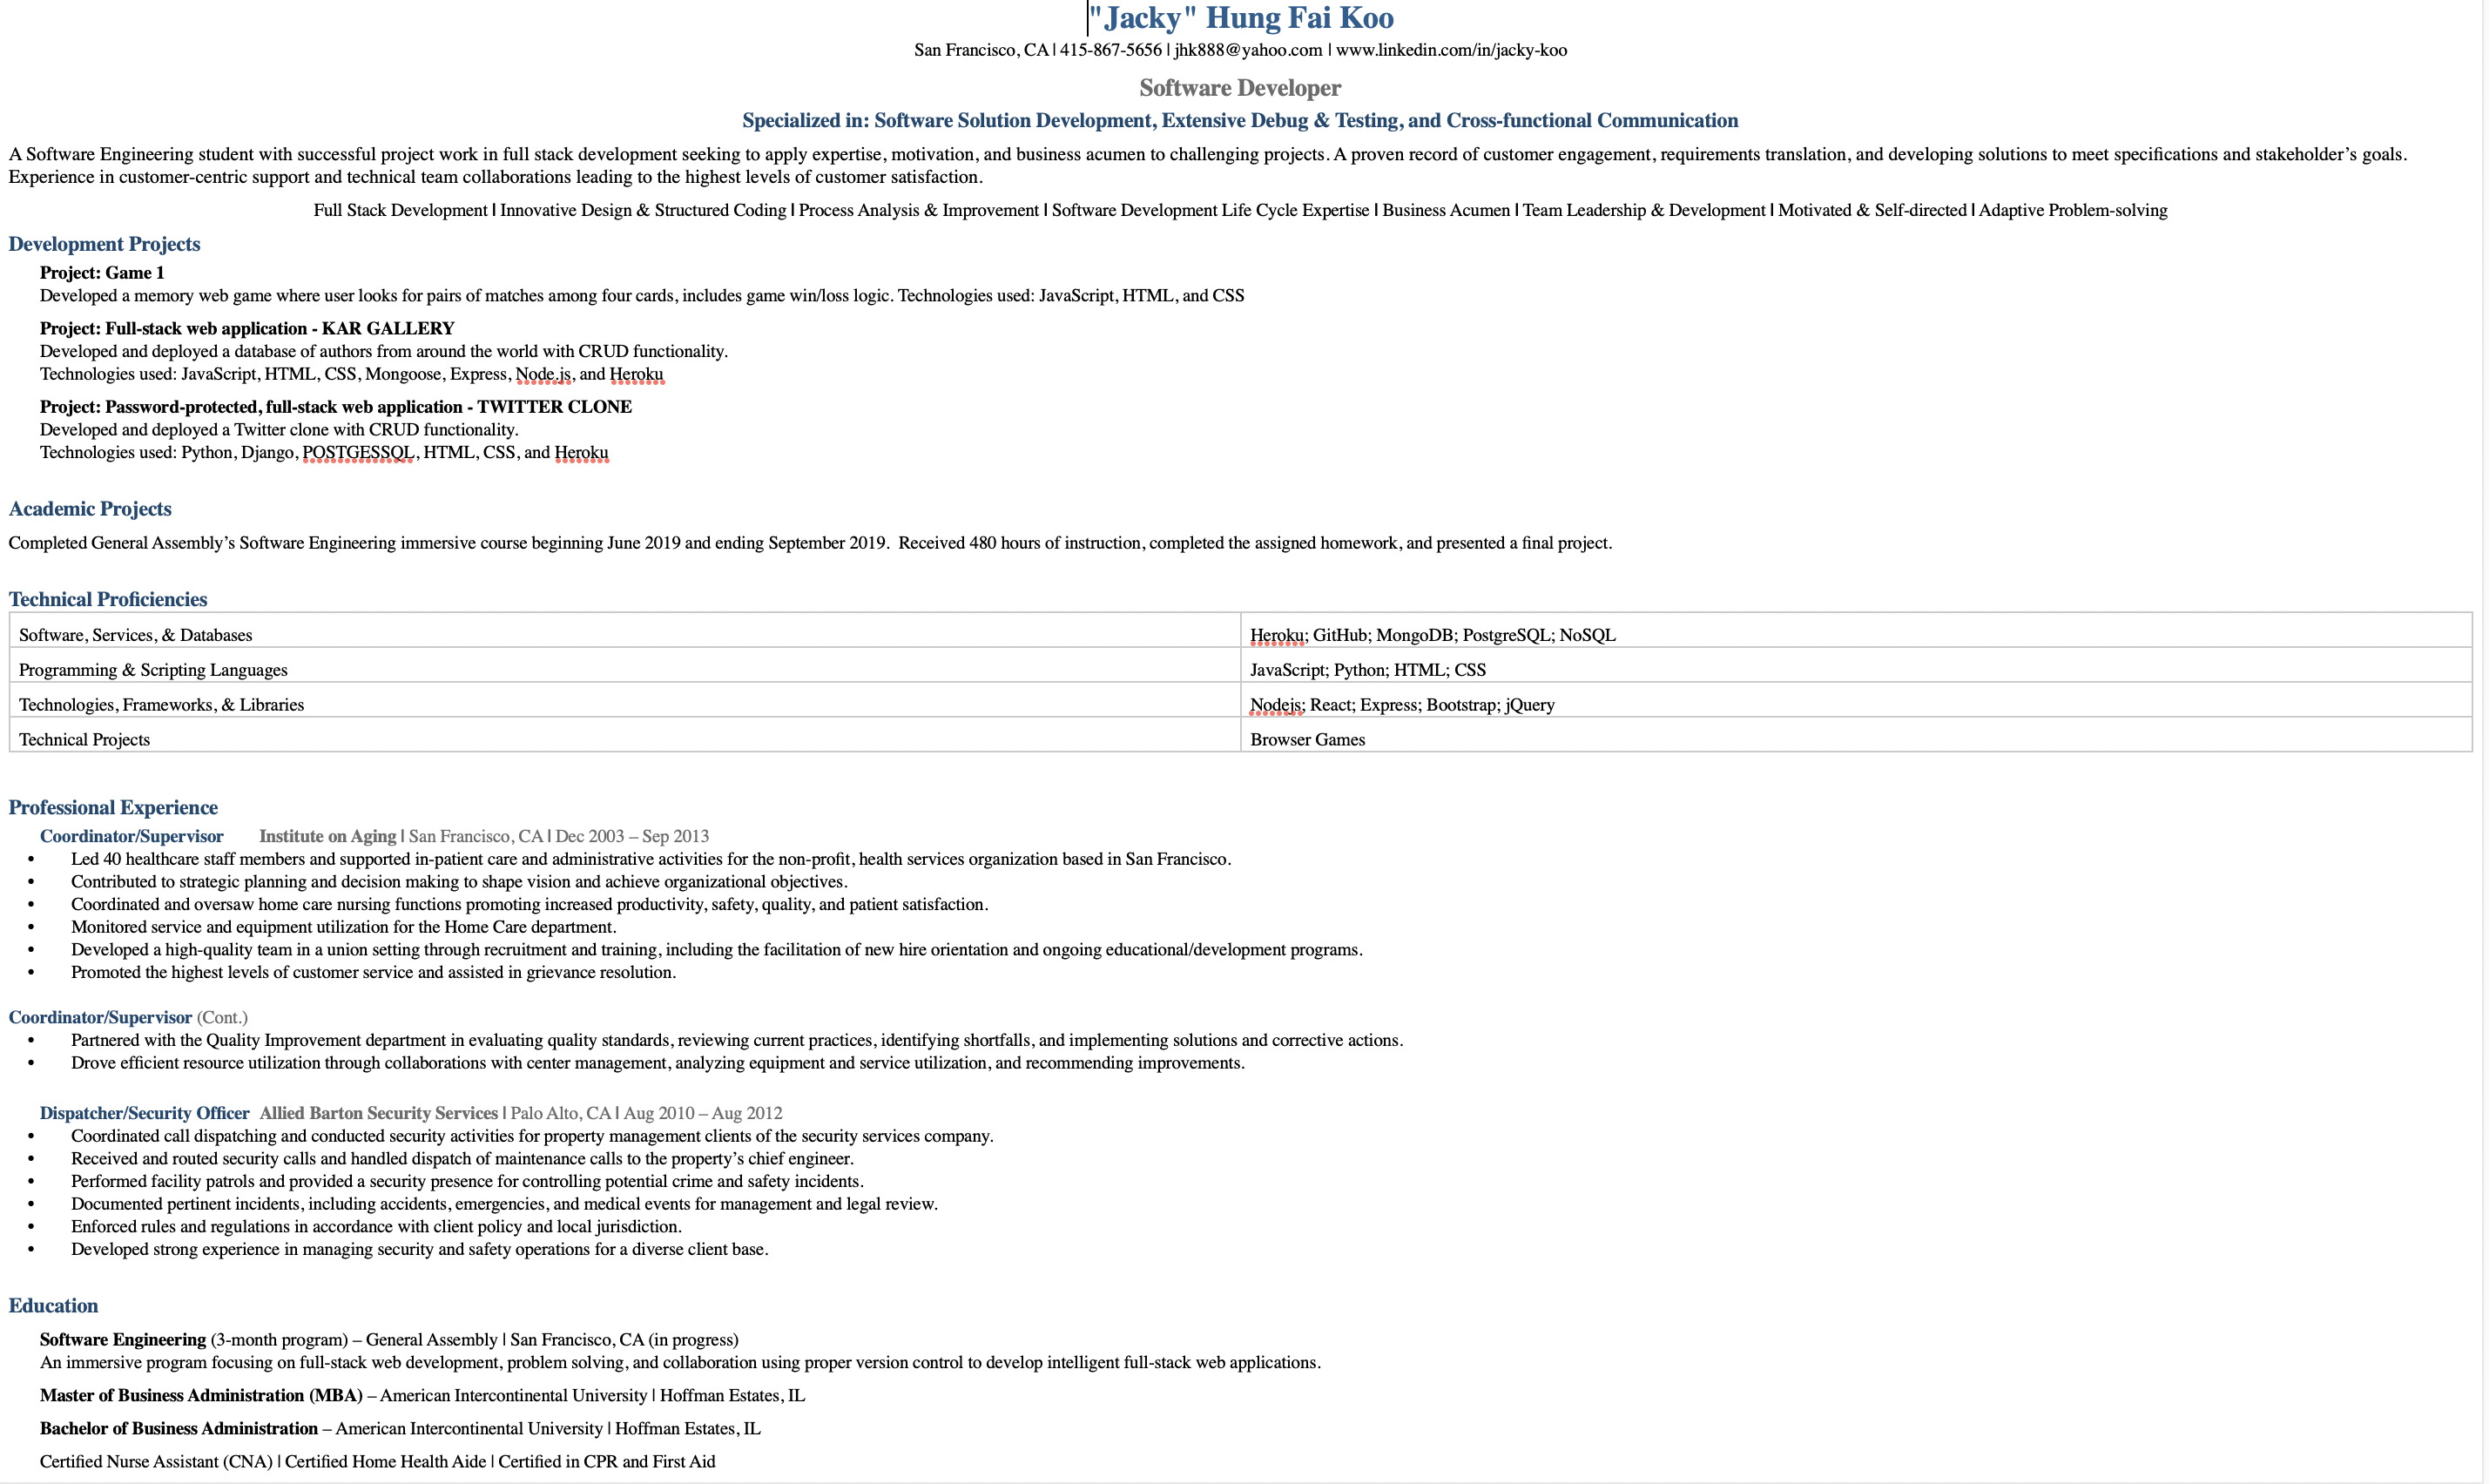 "Jacky" Hung Fai Koo
San Francisco, CA | 415-867-5656 | jhk888@yahoo.com | www.linkedin.com/in/jacky-koo
Software Developer
Specialized in: Software Solution Development, Extensive Debug & Testing, and Cross-functional Communication
A Software Engineering student with successful project work in full stack development seeking to apply expertise, motivation, and business acumen to challenging projects. A proven record of customer engagement, requirements translation, and developing solutions to meet specifications and stakeholder’s goals.
Experience in customer-centric support and technical team collaborations leading to the highest levels of customer satisfaction.
Full Stack Development | Innovative Design & Structured Coding | Process Analysis & Improvement | Software Development Life Cycle Expertise | Business Acumen | Team Leadership & Development | Motivated & Self-directed | Adaptive Problem-solving
Development Projects
Project: Game 1
Developed a memory web game where user looks for pairs of matches among four cards, includes game win/loss logic. Technologies used: JavaScript, HTML, and CSS
Project: Full-stack web application - KAR GALLERY
Developed and deployed a database of authors from around the world with CRUD functionality.
Technologies used: JavaScript, HTML, CSS, Mongoose, Express, Node.js, and Heroku
Project: Password-protected, full-stack web application - TWITTER CLONE
Developed and deployed a Twitter clone with CRUD functionality.
Technologies used: Python, Django, POSTGESSQL, HTML, CSS, and Heroku
Academic Projects
Completed General Assembly’s Software Engineering immersive course beginning June 2019 and ending September 2019.  Received 480 hours of instruction, completed the assigned homework, and presented a final project.
Technical Proficiencies
Software, Services, & Databases Heroku; GitHub; MongoDB; PostgreSQL; NoSQL
Programming & Scripting Languages JavaScript; Python; HTML; CSS
Technologies, Frameworks, & Libraries Nodejs; React; Express; Bootstrap; jQuery
Technical Projects Browser Games
Professional Experience
Coordinator/Supervisor Institute on Aging | San Francisco, CA | Dec 2003 – Sep 2013
• Led 40 healthcare staff members and supported in-patient care and administrative activities for the non-profit, health services organization based in San Francisco.
• Contributed to strategic planning and decision making to shape vision and achieve organizational objectives.
• Coordinated and oversaw home care nursing functions promoting increased productivity, safety, quality, and patient satisfaction.
• Monitored service and equipment utilization for the Home Care department.
• Developed a high-quality team in a union setting through recruitment and training, including the facilitation of new hire orientation and ongoing educational/development programs.
• Promoted the highest levels of customer service and assisted in grievance resolution.
Coordinator/Supervisor (Cont.)
• Partnered with the Quality Improvement department in evaluating quality standards, reviewing current practices, identifying shortfalls, and implementing solutions and corrective actions.
• Drove efficient resource utilization through collaborations with center management, analyzing equipment and service utilization, and recommending improvements.
Dispatcher/Security Officer Allied Barton Security Services | Palo Alto, CA | Aug 2010 – Aug 2012
• Coordinated call dispatching and conducted security activities for property management clients of the security services company.
• Received and routed security calls and handled dispatch of maintenance calls to the property’s chief engineer.
• Performed facility patrols and provided a security presence for controlling potential crime and safety incidents.
• Documented pertinent incidents, including accidents, emergencies, and medical events for management and legal review.
• Enforced rules and regulations in accordance with client policy and local jurisdiction.
• Developed strong experience in managing security and safety operations for a diverse client base.
Education
Software Engineering (3-month program) – General Assembly | San Francisco, CA (in progress)
An immersive program focusing on full-stack web development, problem solving, and collaboration using proper version control to develop intelligent full-stack web applications.
Master of Business Administration (MBA) – American Intercontinental University | Hoffman Estates, IL
Bachelor of Business Administration – American Intercontinental University | Hoffman Estates, IL
Certified Nurse Assistant (CNA) | Certified Home Health Aide | Certified in CPR and First Aid